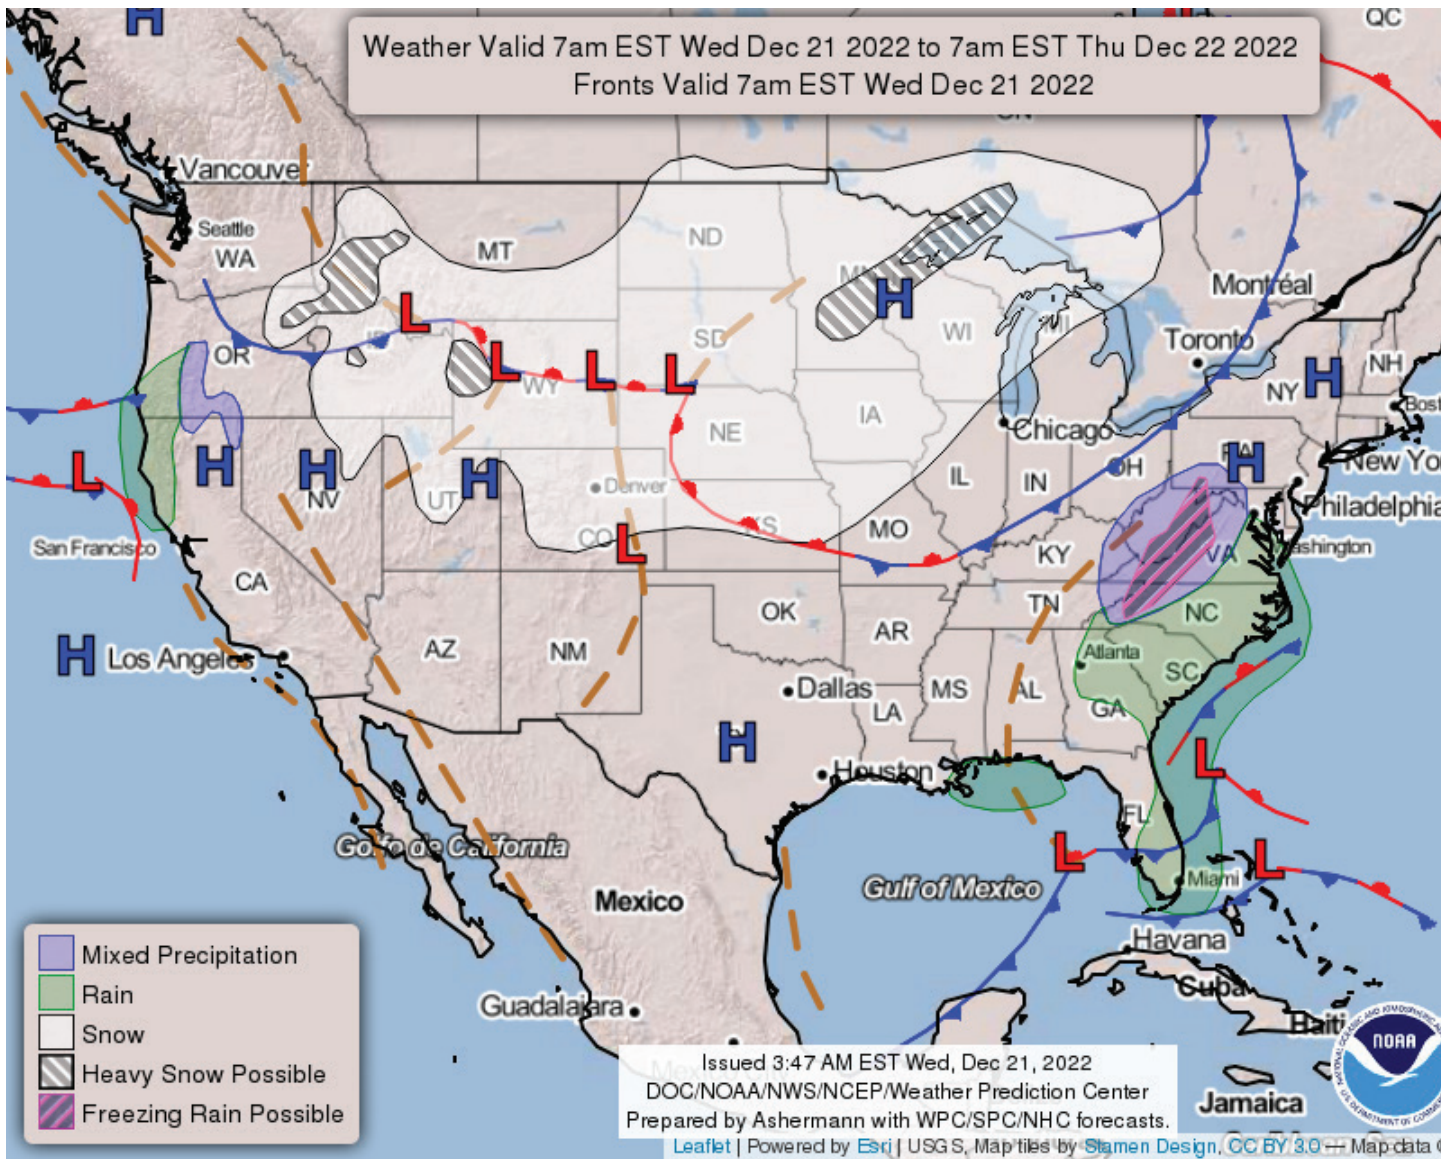 H
QC
Weather Valid 7am EST Wed Dec 21 2022 to 7am EST Thu Dec 22 2022
Fronts Valid 7am EST Wed Dec 21 2022
Vancouver
Seattle
WA
MT
ND
Montréal
L
ID
OR
SD
H
WI
MI
Toronto
NH
NY
H
Bost
L
WY
L
L
NE
IA
Chicago
PA
H
New Yo
H
H
NV
UT
H
Denver
IL
IN
OH
Philadelphia
L
San Francisco
CO
L
KS
MO
KY
VA
Washington
CA
OK
TN
NC
AR
H
Los Angeles
AZ
NM
Atlanta
SC
Dallas
MS
AL
GA
LA
H
Houston
L
FL
Golfo de California
L
L
Gulf of Mexico
Miami
Mexico
Havana
Cuba
Mixed Precipitation
Rain
Snow
Heavy Snow Possible
Freezing Rain Possible
Guadalajara
Haiti
NOAA
Issued 3:47 AM EST Wed, Dec 21, 2022
DOC/NOAA/NWS/NCEP/Weather Prediction Center
Prepared by Ashermann with WPC/SPC/NHC forecasts.
Jamaica
Leaflet | Powered by Esri | USGS, Map tiles by Stamen Design, CC BY 3.0 — Map data ©